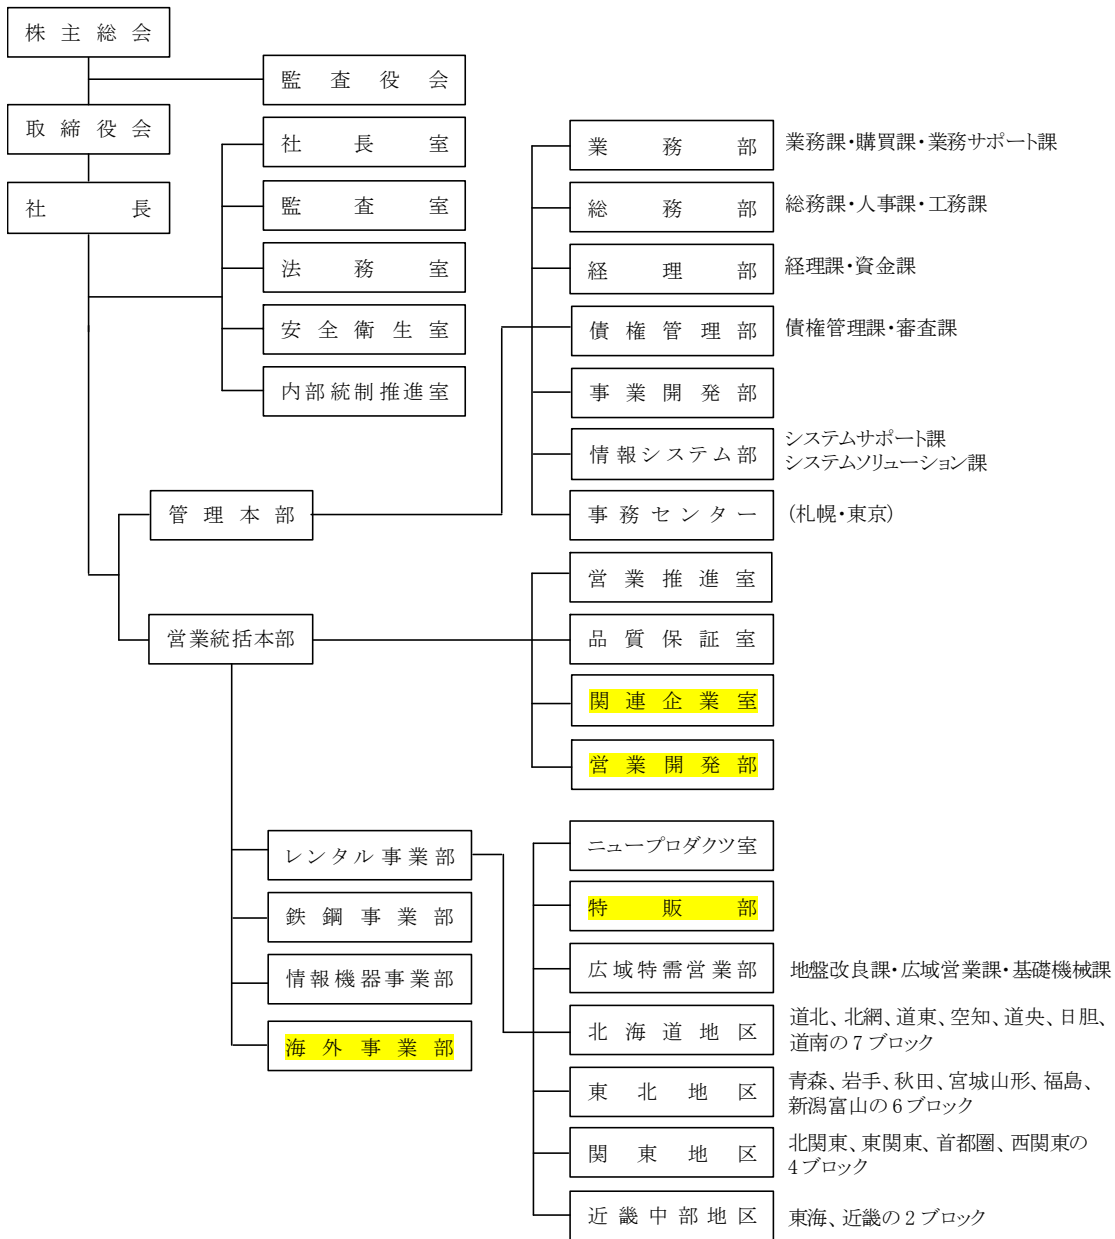 株主総会
監査役会
取締役会
社長
社長室
監査室
法務室
安全衛生室
内部統制推進室
業務部
業務課・購買課・業務サポート課
総務部
総務課・人事課・工務課
経理部
経理課・資金課
債権管理部
債権管理課・審査課
事業開発部
情報システム部
システムサポート課
システムソリューション課
管理本部
事務センター
(札幌・東京)
営業統括本部
営業推進室
品質保証室
関連企業室
営業開発部
レンタル事業部
鉄鋼事業部
情報機器事業部
海外事業部
ニュープロダクツ室
特販部
広域特需営業部
地盤改良課・広域営業課・基礎機械課
北海道地区
道北、北網、道東、空知、道央、日胆、
道南の7ブロック
東北地区
青森、岩手、秋田、宮城山形、福島、
新潟富山の6ブロック
関東地区
北関東、東関東、首都圏、西関東の
4ブロック
近畿中部地区
東海、近畿の2ブロック